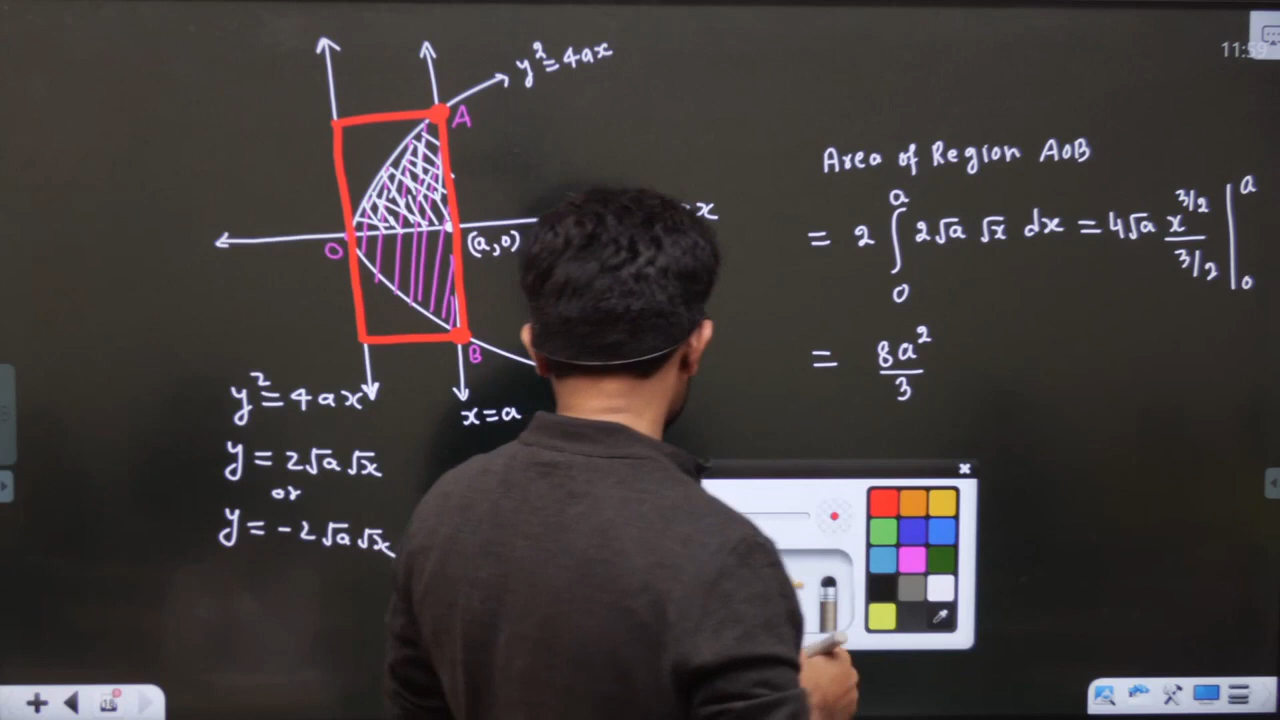 11:59
y² = 4ax
A
O
(a,0)
x
B
x=a
y² = 4ax
y = 2√a √x
or
y = -2√a √x
Area of Region AOB
= 2 ∫₀ᵃ 2√a √x dx = 4√a x^(3/2) / (3/2) |₀ᵃ
= 8a² / 3